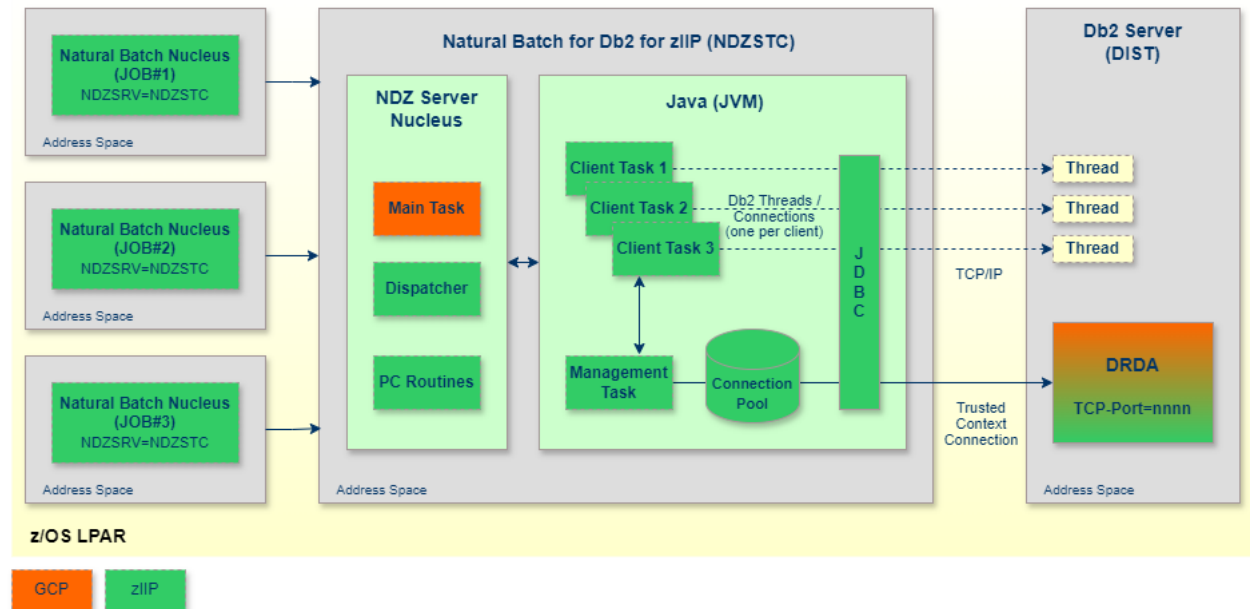 Natural Batch Nucleus
(JOB#1)
NDZSRV=NDZSTC
Address Space
Natural Batch Nucleus
(JOB#2)
NDZSRV=NDZSTC
Address Space
Natural Batch Nucleus
(JOB#3)
NDZSRV=NDZSTC
Address Space
Natural Batch for Db2 for zIIP (NDZSTC)
NDZ Server
Nucleus
Main Task
Dispatcher
PC Routines
Java (JVM)
Client Task 1
Client Task 2
Client Task 3
Db2 Threads /
Connections
(one per client)
Management
Task
Connection
Pool
J
D
B
C
Address Space
TCP/IP
Trusted
Context
Connection
Db2 Server
(DIST)
Thread
Thread
Thread
DRDA
TCP-Port=nnnn
Address Space
z/OS LPAR
GCP
zIIP